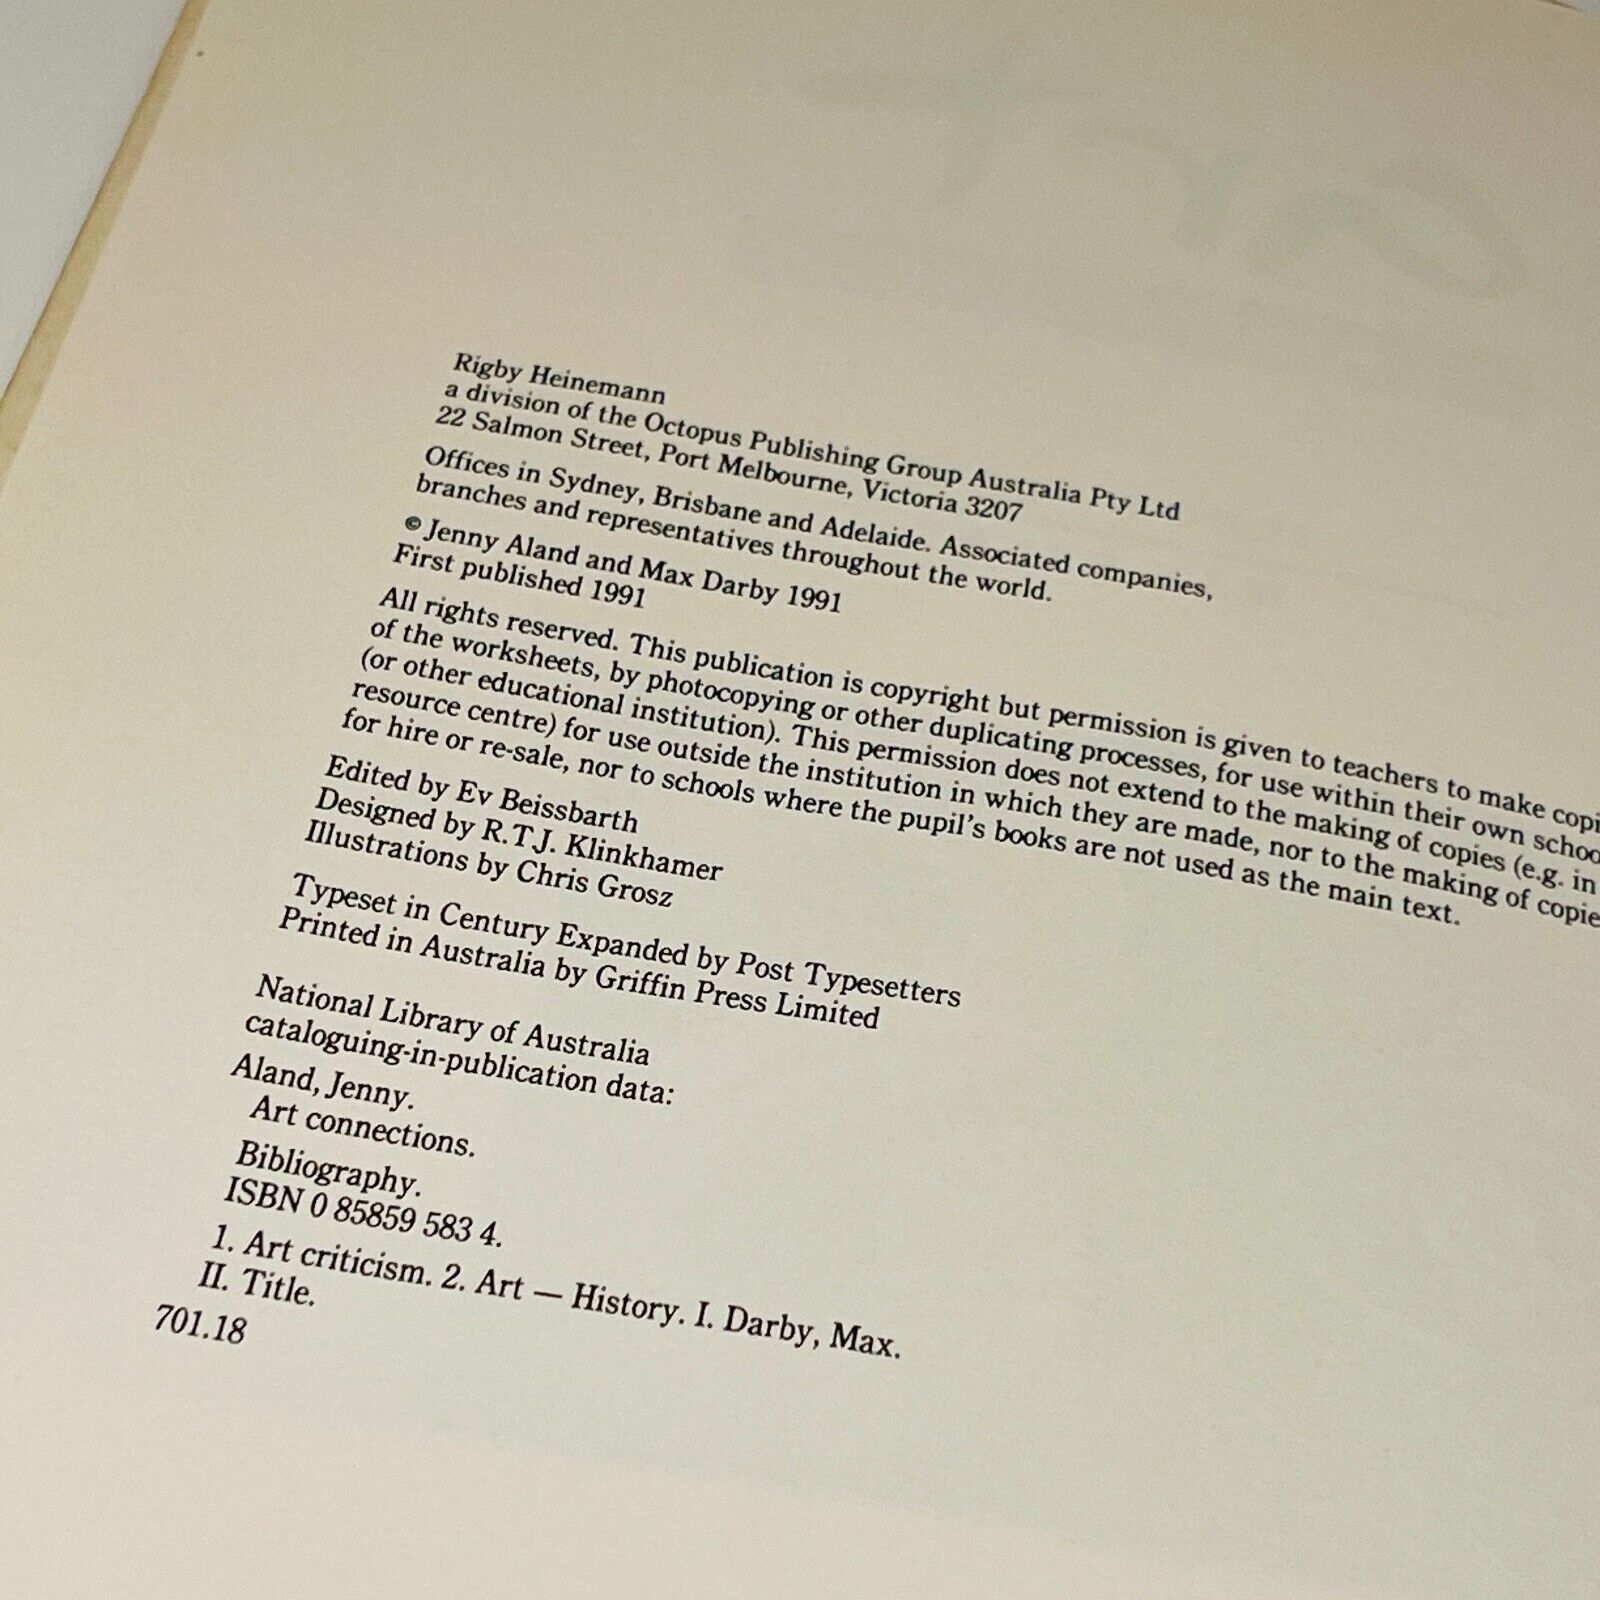 Rigby Heinemann
a division of the Octopus Publishing Group Australia Pty Ltd
22 Salmon Street, Port Melbourne, Victoria 3207
Offices in Sydney, Brisbane and Adelaide. Associated companies,
branches and representatives throughout the world.
© Jenny Aland and Max Darby 1991
First published 1991
All rights reserved. This publication is copyright but permission is given to teachers to make copi
of the worksheets, by photocopying or other duplicating processes, for use within their own schoo
(or other educational institution). This permission does not extend to the making of copies (e.g. in
resource centre) for use outside the institution in which they are made, nor to the making of copie
for hire or re-sale, nor to schools where the pupil's books are not used as the main text.
Edited by Ev Beissbarth
Designed by R.T.J. Klinkhamer
Illustrations by Chris Grosz
Typeset in Century Expanded by Post Typesetters
Printed in Australia by Griffin Press Limited
National Library of Australia
cataloguing-in-publication data:
Aland, Jenny.
Art connections.
Bibliography.
ISBN 0 85859 583 4.
1. Art criticism. 2. Art — History. I. Darby, Max.
II. Title.
701.18